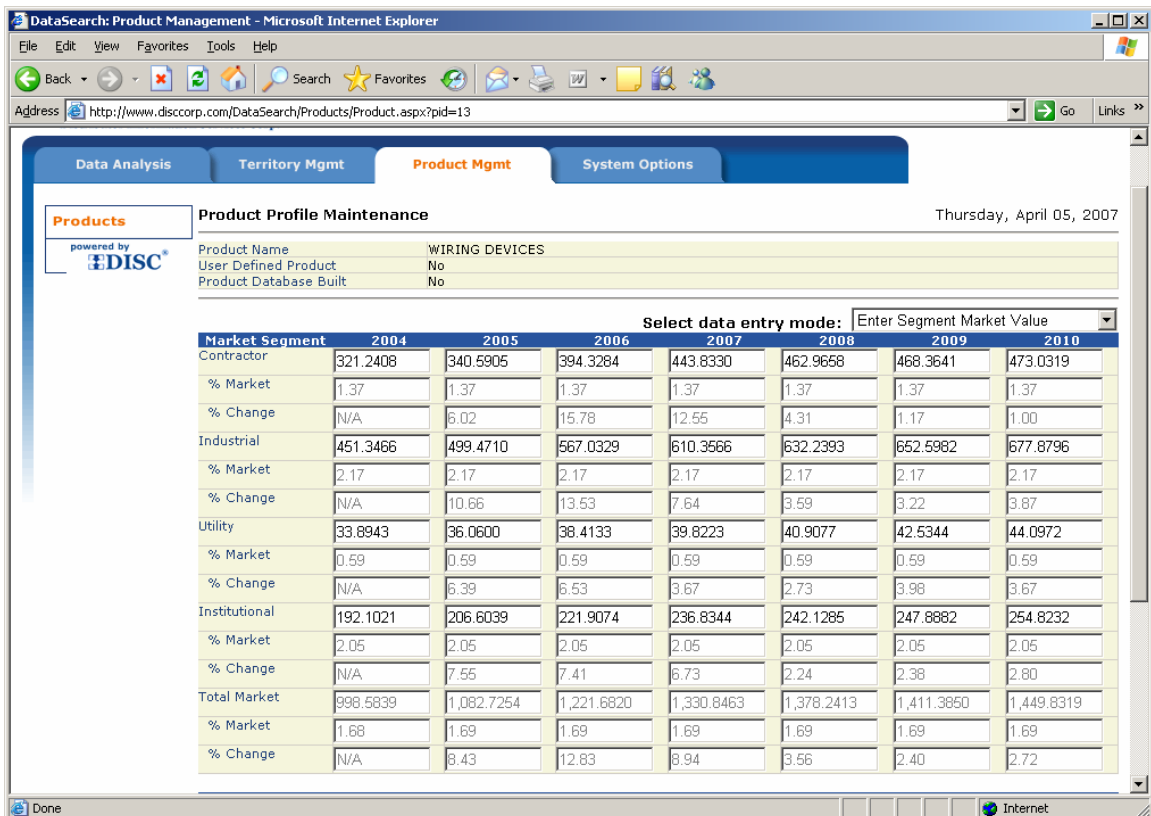 DataSearch: Product Management - Microsoft Internet Explorer
File Edit View Favorites Tools Help
Back Search Favorites
Address http://www.disccorp.com/DataSearch/Products/Product.aspx?pid=13 Go Links »
Data Analysis Territory Mgmt Product Mgmt System Options
Products
powered by
DISC®
Product Profile Maintenance Thursday, April 05, 2007
Product Name WIRING DEVICES
User Defined Product No
Product Database Built No
Select data entry mode: Enter Segment Market Value
Market Segment 2004 2005 2006 2007 2008 2009 2010
Contractor 321.2408 340.5905 394.3284 443.8330 462.9658 468.3641 473.0319
% Market 1.37 1.37 1.37 1.37 1.37 1.37 1.37
% Change N/A 6.02 15.78 12.55 4.31 1.17 1.00
Industrial 451.3466 499.4710 567.0329 610.3566 632.2393 652.5982 677.8796
% Market 2.17 2.17 2.17 2.17 2.17 2.17 2.17
% Change N/A 10.66 13.53 7.64 3.59 3.22 3.87
Utility 33.8943 36.0600 38.4133 39.8223 40.9077 42.5344 44.0972
% Market 0.59 0.59 0.59 0.59 0.59 0.59 0.59
% Change N/A 6.39 6.53 3.67 2.73 3.98 3.67
Institutional 192.1021 206.6039 221.9074 236.8344 242.1285 247.8882 254.8232
% Market 2.05 2.05 2.05 2.05 2.05 2.05 2.05
% Change N/A 7.55 7.41 6.73 2.24 2.38 2.80
Total Market 998.5839 1,082.7254 1,221.6820 1,330.8463 1,378.2413 1,411.3850 1,449.8319
% Market 1.68 1.69 1.69 1.69 1.69 1.69 1.69
% Change N/A 8.43 12.83 8.94 3.56 2.40 2.72
Done Internet